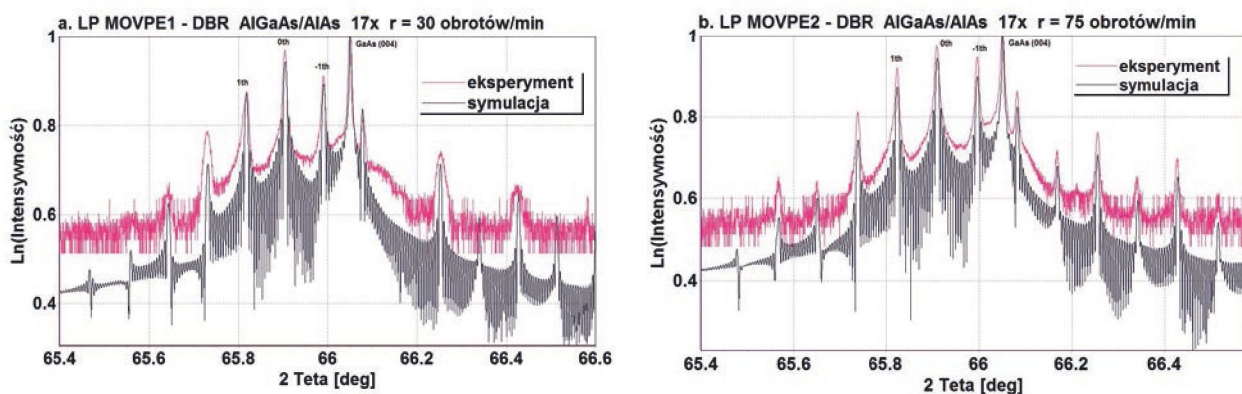 a. LP MOVPE1 - DBR AlGaAs/AlAs 17x r = 30 obrotów/min
1
0.8
0.6
0.4
Ln(Intensywność)
1th
0th
-1th
GaAs (004)
eksperyment
symulacja
65.4 65.6 65.8 66 66.2 66.4 66.6
2 Teta [deg]
b. LP MOVPE2 - DBR AlGaAs/AlAs 17x r = 75 obrotów/min
1
0.8
0.6
0.4
Ln(Intensywność)
1th
0th
-1th
GaAs (004)
eksperyment
symulacja
65.4 65.6 65.8 66 66.2 66.4
2 Teta [deg]